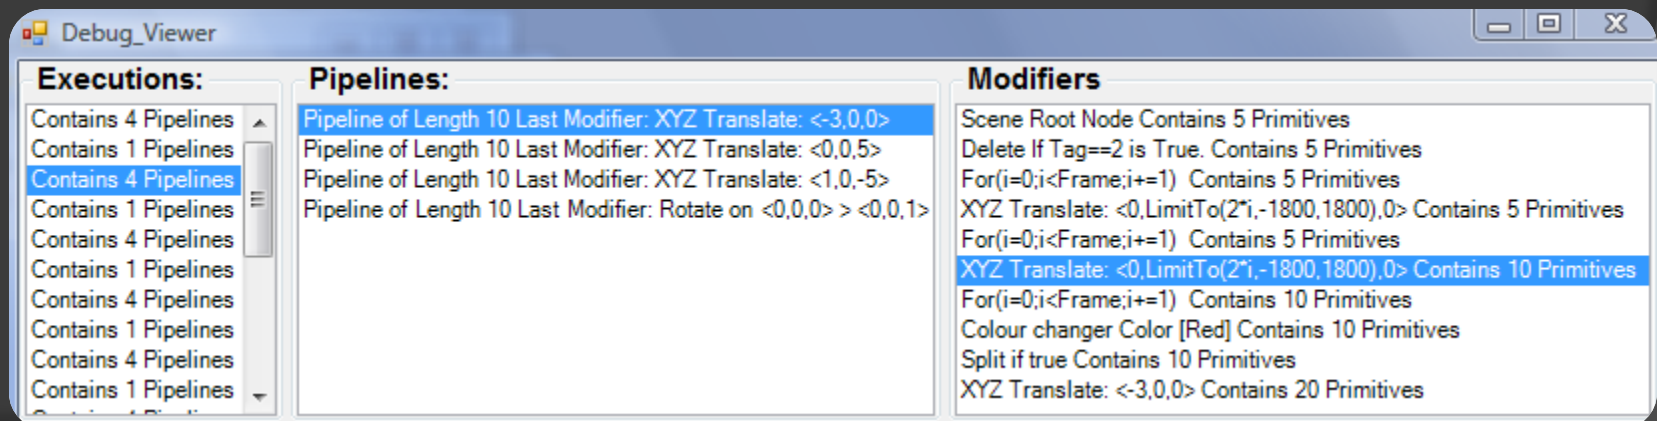 Debug_Viewer
Executions:
Contains 4 Pipelines
Contains 1 Pipelines
Contains 4 Pipelines
Contains 1 Pipelines
Contains 4 Pipelines
Contains 1 Pipelines
Contains 4 Pipelines
Contains 1 Pipelines
Contains 4 Pipelines
Contains 1 Pipelines
Pipelines:
Pipeline of Length 10 Last Modifier: XYZ Translate: <-3,0,0>
Pipeline of Length 10 Last Modifier: XYZ Translate: <0,0,5>
Pipeline of Length 10 Last Modifier: XYZ Translate: <1,0,-5>
Pipeline of Length 10 Last Modifier: Rotate on <0,0,0> > <0,0,1>
Modifiers
Scene Root Node Contains 5 Primitives
Delete If Tag==2 is True. Contains 5 Primitives
For(i=0;i<Frame;i+=1)  Contains 5 Primitives
XYZ Translate: <0,LimitTo(2*i,-1800,1800),0> Contains 5 Primitives
For(i=0;i<Frame;i+=1)  Contains 5 Primitives
XYZ Translate: <0,LimitTo(2*i,-1800,1800),0> Contains 10 Primitives
For(i=0;i<Frame;i+=1)  Contains 10 Primitives
Colour changer Color [Red] Contains 10 Primitives
Split if true Contains 10 Primitives
XYZ Translate: <-3,0,0> Contains 20 Primitives